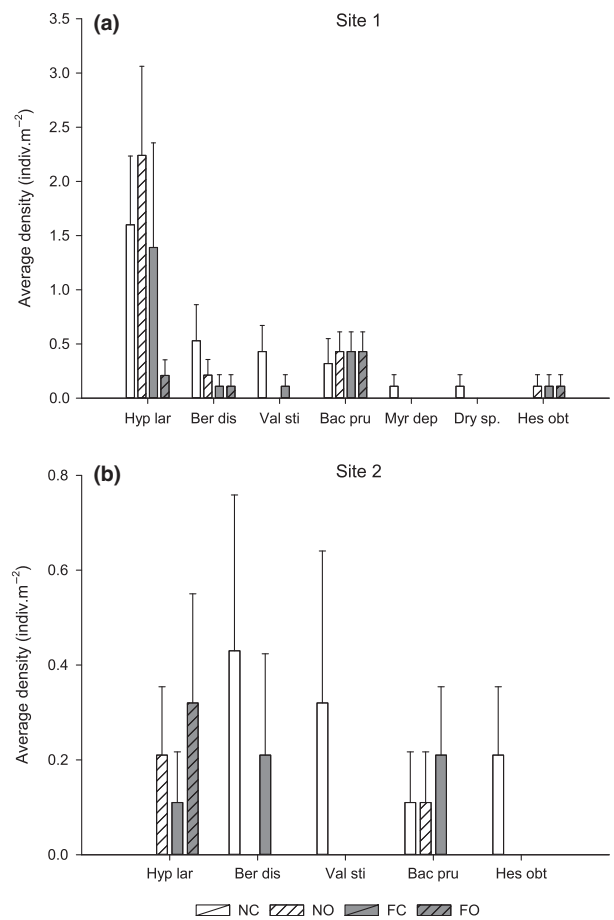 (a) Site 1
Average density (indiv.m⁻²)
3.5
3.0
2.5
2.0
1.5
1.0
0.5
0.0
Hyp lar Ber dis Val sti Bac pru Myr dep Dry sp. Hes obt
(b) Site 2
Average density (indiv.m⁻²)
0.8
0.6
0.4
0.2
0.0
Hyp lar Ber dis Val sti Bac pru Hes obt
NC NO FC FO